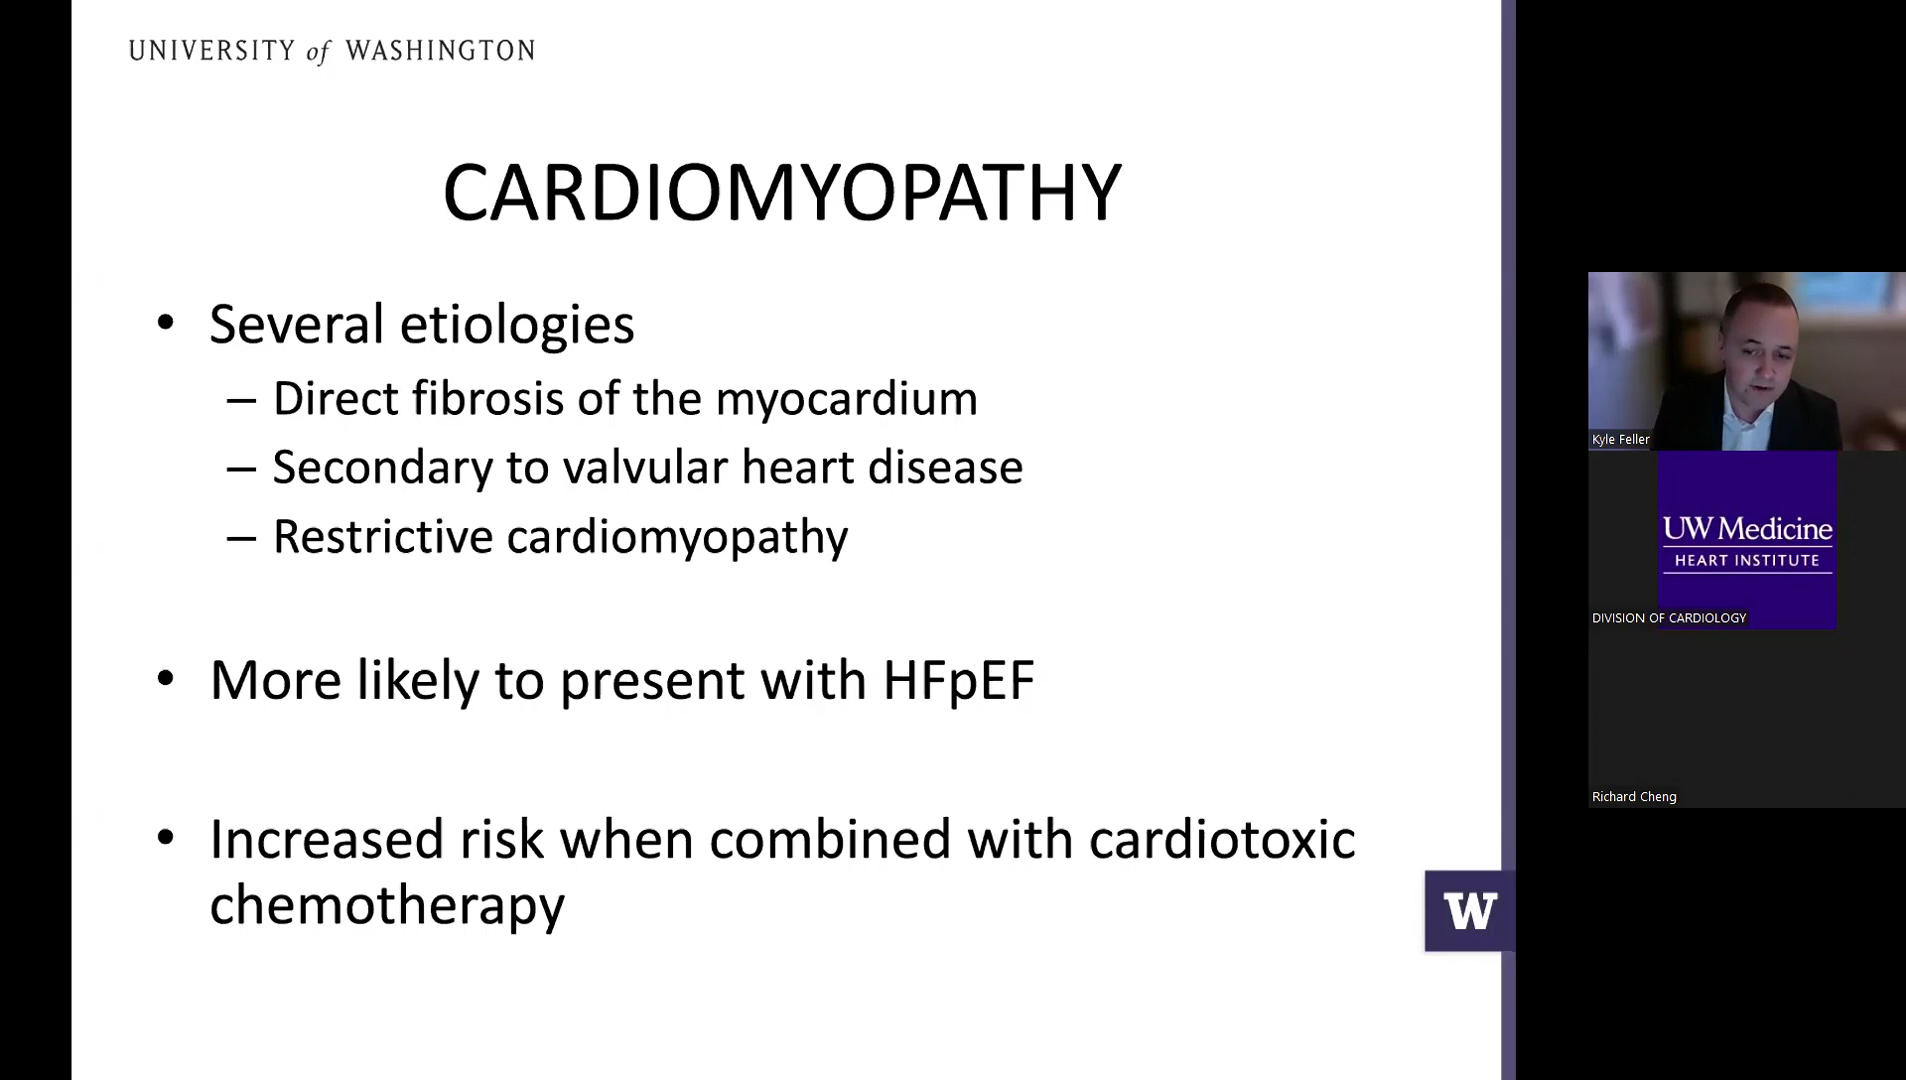 UNIVERSITY of WASHINGTON
CARDIOMYOPATHY
• Several etiologies
– Direct fibrosis of the myocardium
– Secondary to valvular heart disease
– Restrictive cardiomyopathy
• More likely to present with HFpEF
• Increased risk when combined with cardiotoxic
chemotherapy
W
Kyle Feller
UW Medicine
HEART INSTITUTE
DIVISION OF CARDIOLOGY
Richard Cheng